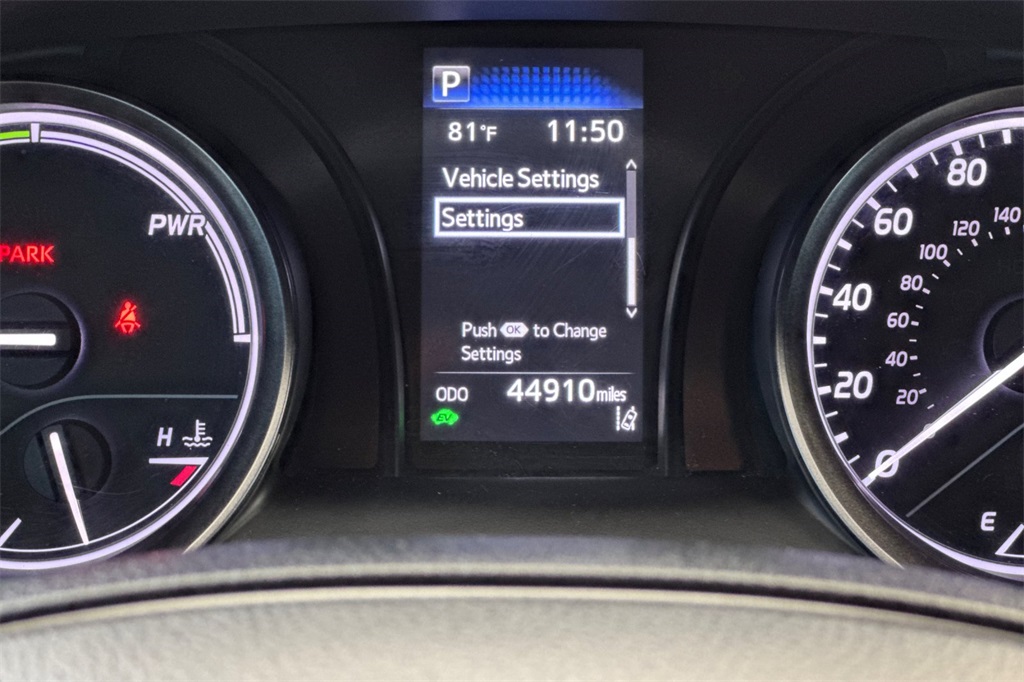 P
81°F 11:50
Vehicle Settings
Settings
Push OK to Change
Settings
ODO 44910 miles
EV
PWR
PARK
H
80
60
40
20
0
140
120
100
80
60
40
20
E